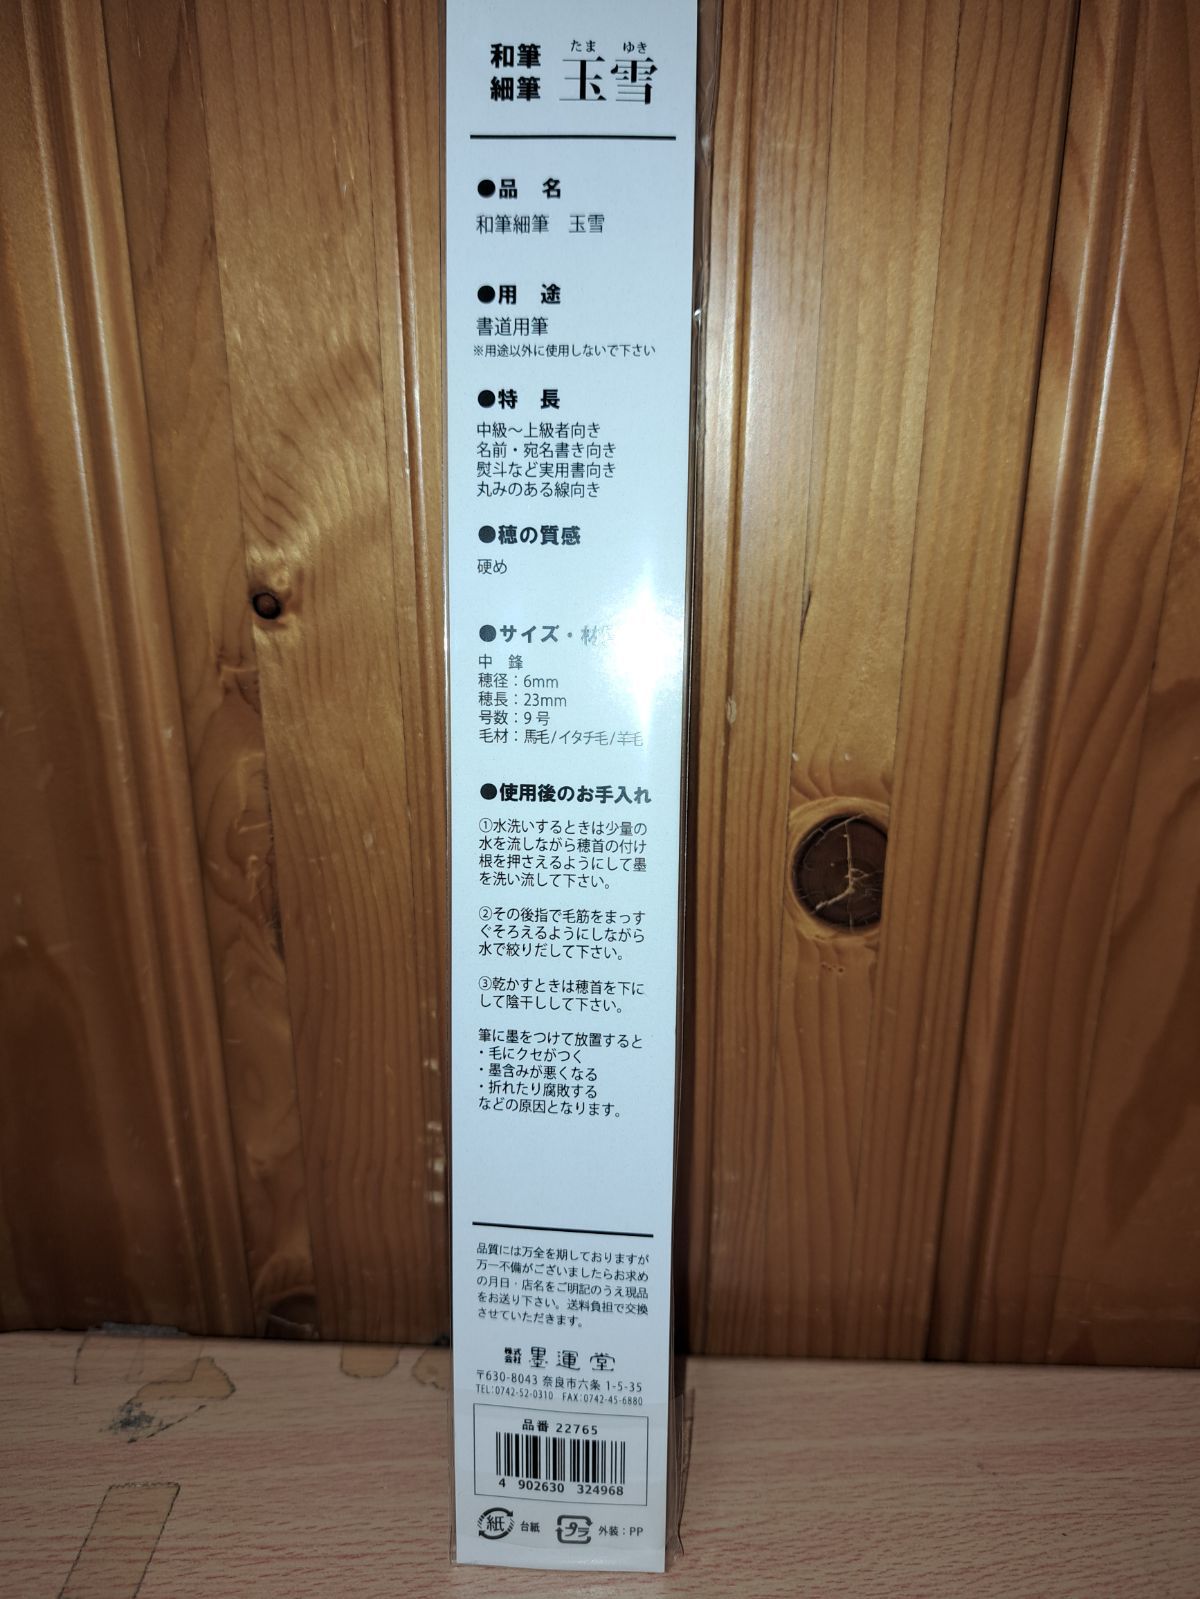 和筆
細筆
たま ゆき
玉雪
●品 名
和筆細筆 玉雪
●用 途
書道用筆
※用途以外に使用しないで下さい
●特 長
中級〜上級者向き
名前・宛名書き向き
熨斗など実用書向き
丸みのある線向き
●穂の質感
硬め
●サイズ・材
中 鋒
穂径：6mm
穂長：23mm
号数：9号
毛材：馬毛/イタチ毛/羊毛
●使用後のお手入れ
①水洗いするときは少量の
水を流しながら穂首の付け
根を押さえるようにして墨
を洗い流して下さい。
②その後指で毛筋をまっす
ぐそろえるようにしながら
水で絞りだして下さい。
③乾かすときは穂首を下に
して陰干しして下さい。
筆に墨をつけて放置すると
・毛にクセがつく
・墨含みが悪くなる
・折れたり腐敗する
などの原因となります。
品質には万全を期しておりますが
万一不備がございましたらお求め
の月日・店名をご明記のうえ現品
をお送り下さい。送料負担で交換
させていただきます。
株式会社 墨運堂
〒630-8043 奈良市六条 1-5-35
TEL:0742-52-0310 FAX:0742-45-6880
品番 22765
4 902630 324968
紙 台紙 プラ 外装：PP